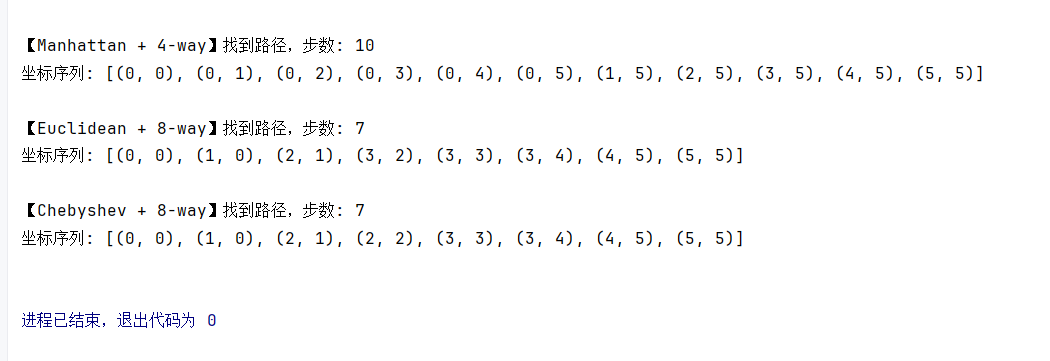 【Manhattan + 4-way】找到路径，步数: 10
坐标序列: [(0, 0), (0, 1), (0, 2), (0, 3), (0, 4), (0, 5), (1, 5), (2, 5), (3, 5), (4, 5), (5, 5)]
【Euclidean + 8-way】找到路径，步数: 7
坐标序列: [(0, 0), (1, 0), (2, 1), (3, 2), (3, 3), (3, 4), (4, 5), (5, 5)]
【Chebyshev + 8-way】找到路径，步数: 7
坐标序列: [(0, 0), (1, 0), (2, 1), (2, 2), (3, 3), (3, 4), (4, 5), (5, 5)]
进程已结束，退出代码为 0